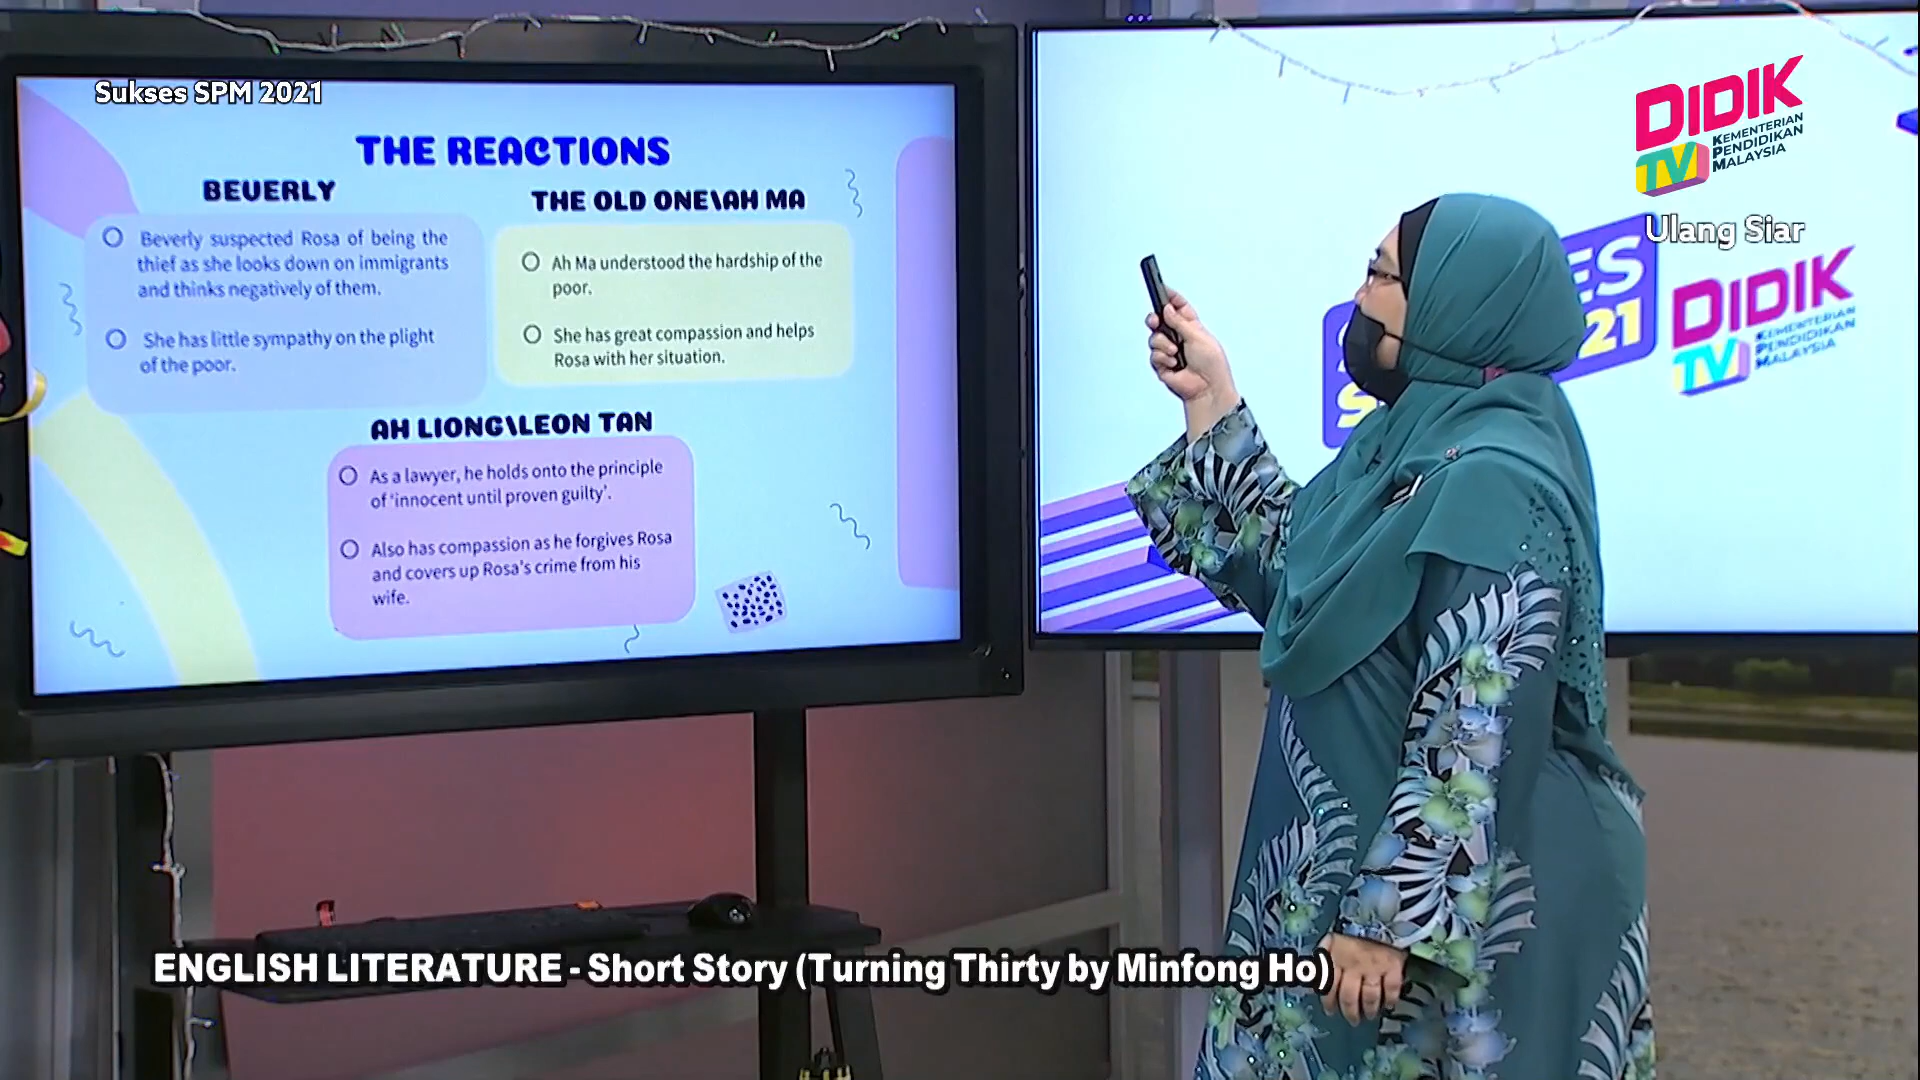 Sukses SPM 2021
THE REACTIONS
BEVERLY
Beverly suspected Rosa of being the
thief as she looks down on immigrants
and thinks negatively of them.
She has little sympathy on the plight
of the poor.
THE OLD ONE\AH MA
Ah Ma understood the hardship of the
poor.
She has great compassion and helps
Rosa with her situation.
AH LIONG\LEON TAN
As a lawyer, he holds onto the principle
of 'innocent until proven guilty'.
Also has compassion as he forgives Rosa
and covers up Rosa's crime from his
wife.
DIDIK
TV
KEMENTERIAN
PENDIDIKAN
MALAYSIA
Ulang Siar
ES
21
DIDIK
TV
KEMENTERIAN
PENDIDIKAN
MALAYSIA
ENGLISH LITERATURE - Short Story (Turning Thirty by Minfong Ho)